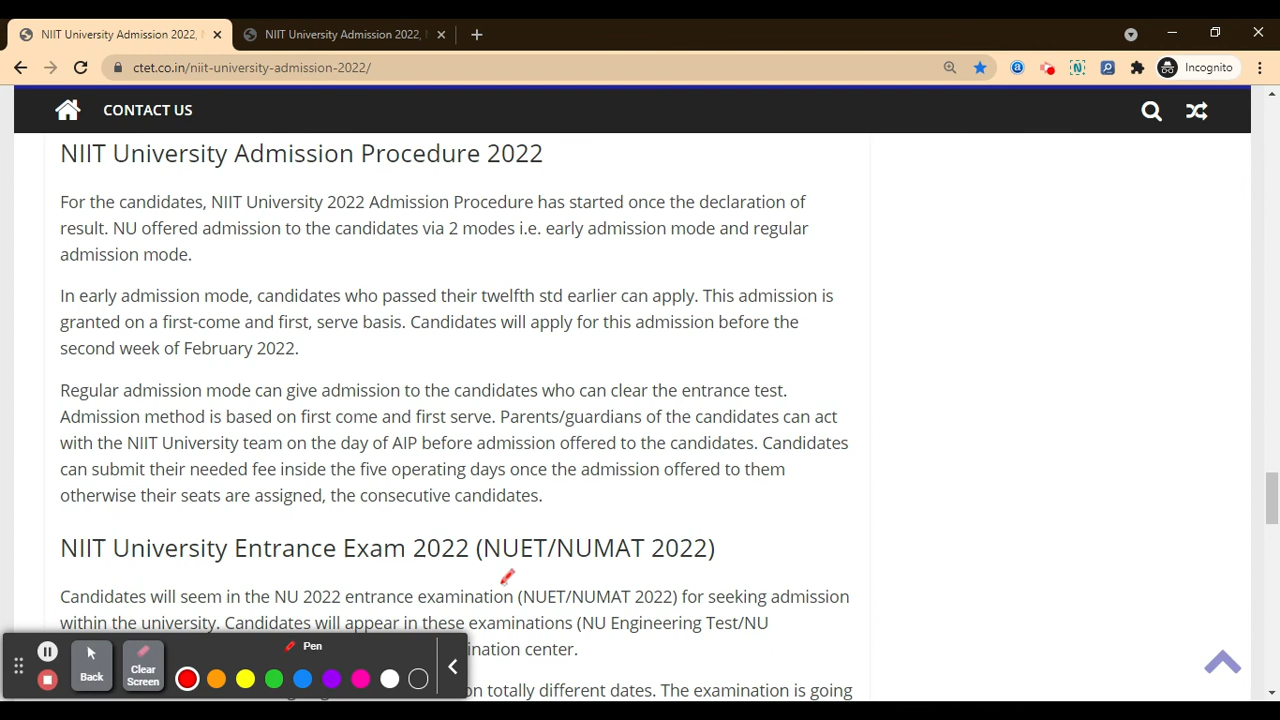 NIIT University Admission 2022,
NIIT University Admission 2022,
ctet.co.in/niit-university-admission-2022/
Incognito
CONTACT US
NIIT University Admission Procedure 2022
For the candidates, NIIT University 2022 Admission Procedure has started once the declaration of
result. NU offered admission to the candidates via 2 modes i.e. early admission mode and regular
admission mode.
In early admission mode, candidates who passed their twelfth std earlier can apply. This admission is
granted on a first-come and first, serve basis. Candidates will apply for this admission before the
second week of February 2022.
Regular admission mode can give admission to the candidates who can clear the entrance test.
Admission method is based on first come and first serve. Parents/guardians of the candidates can act
with the NIIT University team on the day of AIP before admission offered to the candidates. Candidates
can submit their needed fee inside the five operating days once the admission offered to them
otherwise their seats are assigned, the consecutive candidates.
NIIT University Entrance Exam 2022 (NUET/NUMAT 2022)
Candidates will seem in the NU 2022 entrance examination (NUET/NUMAT 2022) for seeking admission
within the university. Candidates will appear in these examinations (NU Engineering Test/NU
ination center.
on totally different dates. The examination is going
Pen
Back
Clear
Screen